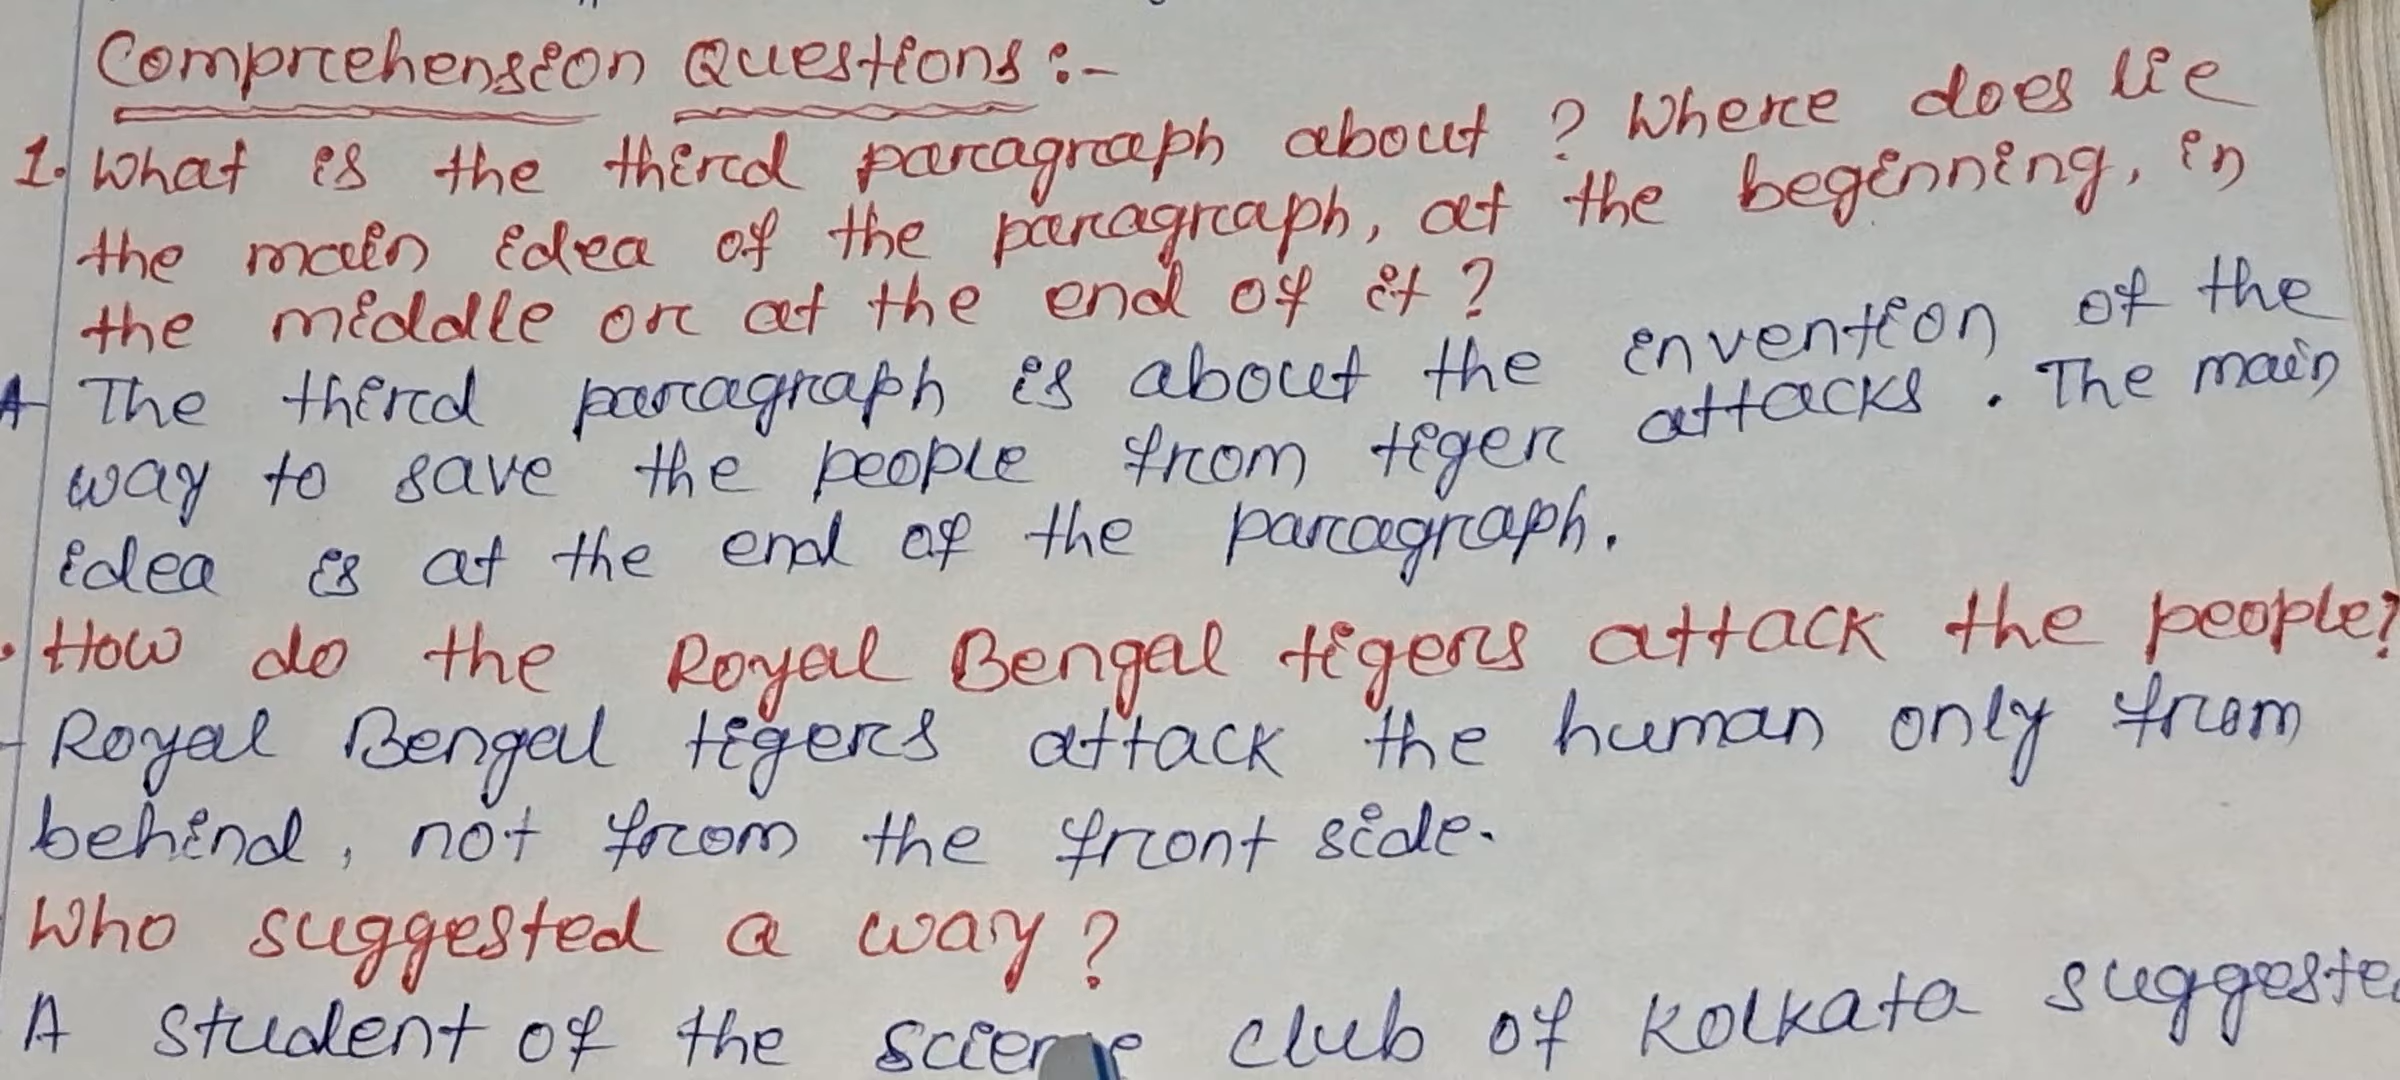 Comprehension Questions :-
1. What is the third paragraph about ? Where does lie
the main idea of the paragraph, at the beginning, in
the middle or at the end of it ?
A The third paragraph is about the invention of the
way to save the people from tiger attacks. The main
idea is at the end of the paragraph.
. How do the Royal Bengal tigers attack the people?
- Royal Bengal tigers attack the human only from
behind, not from the front side.
Who suggested a way?
A student of the club of Kolkata